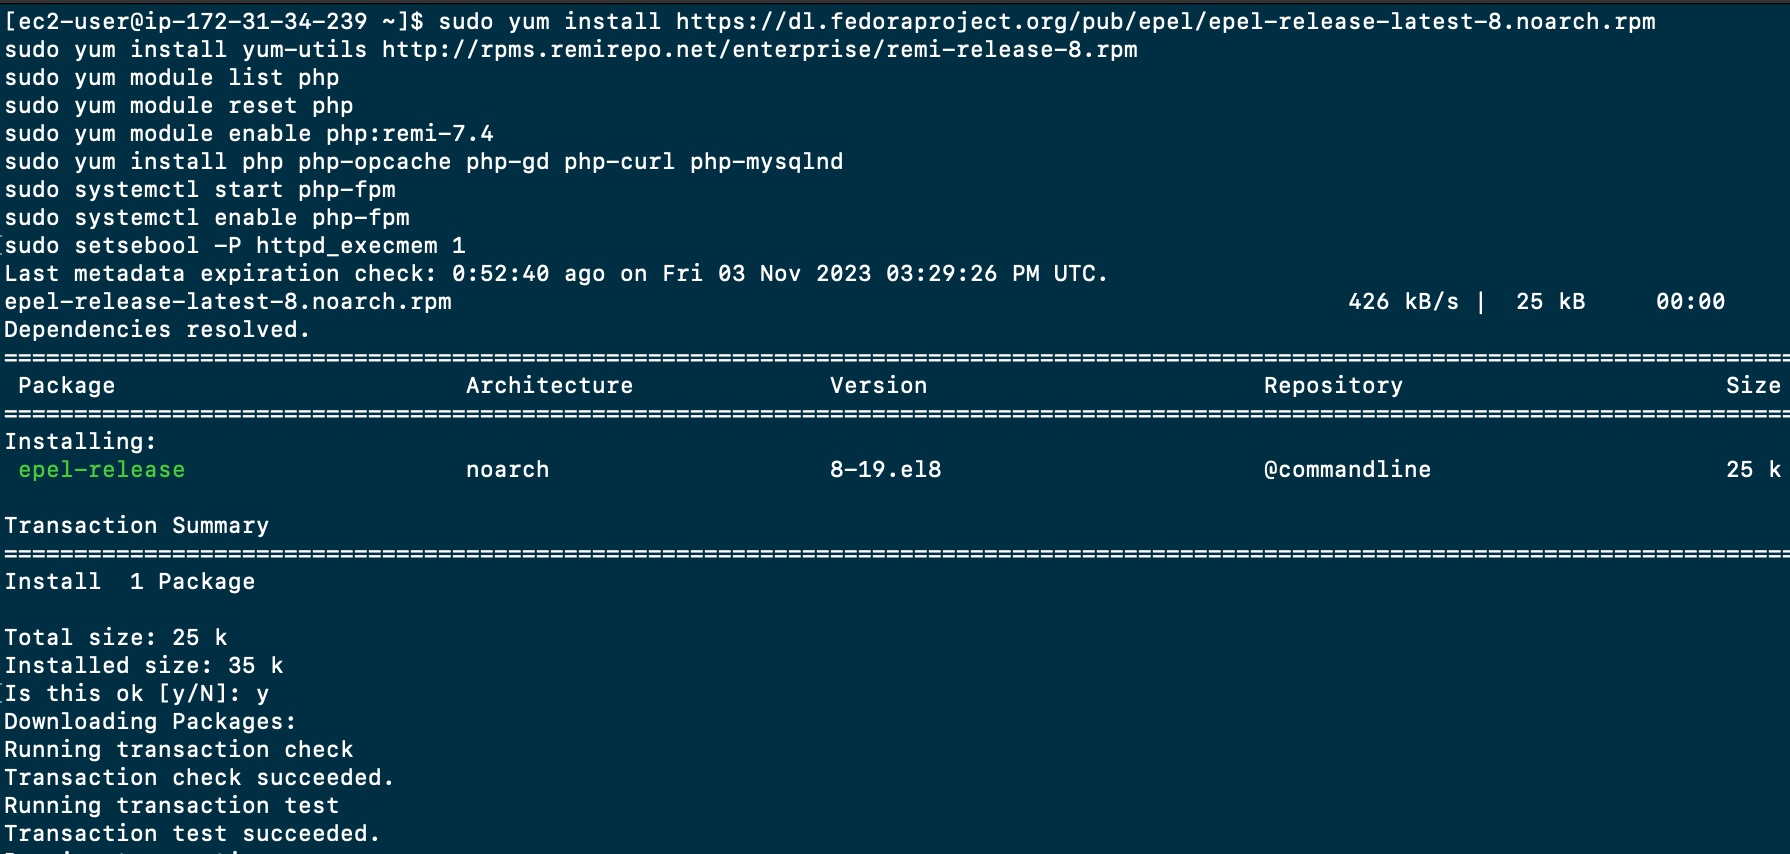 [ec2-user@ip-172-31-34-239 ~]$ sudo yum install https://dl.fedoraproject.org/pub/epel/epel-release-latest-8.noarch.rpm
sudo yum install yum-utils http://rpms.remirepo.net/enterprise/remi-release-8.rpm
sudo yum module list php
sudo yum module reset php
sudo yum module enable php:remi-7.4
sudo yum install php php-opcache php-gd php-curl php-mysqlnd
sudo systemctl start php-fpm
sudo systemctl enable php-fpm
sudo setsebool -P httpd_execmem 1
Last metadata expiration check: 0:52:40 ago on Fri 03 Nov 2023 03:29:26 PM UTC.
epel-release-latest-8.noarch.rpm 426 kB/s | 25 kB 00:00
Dependencies resolved.
================================================================================================================================
Package Architecture Version Repository Size
================================================================================================================================
Installing:
epel-release noarch 8-19.el8 @commandline 25 k
Transaction Summary
================================================================================================================================
Install 1 Package
Total size: 25 k
Installed size: 35 k
Is this ok [y/N]: y
Downloading Packages:
Running transaction check
Transaction check succeeded.
Running transaction test
Transaction test succeeded.